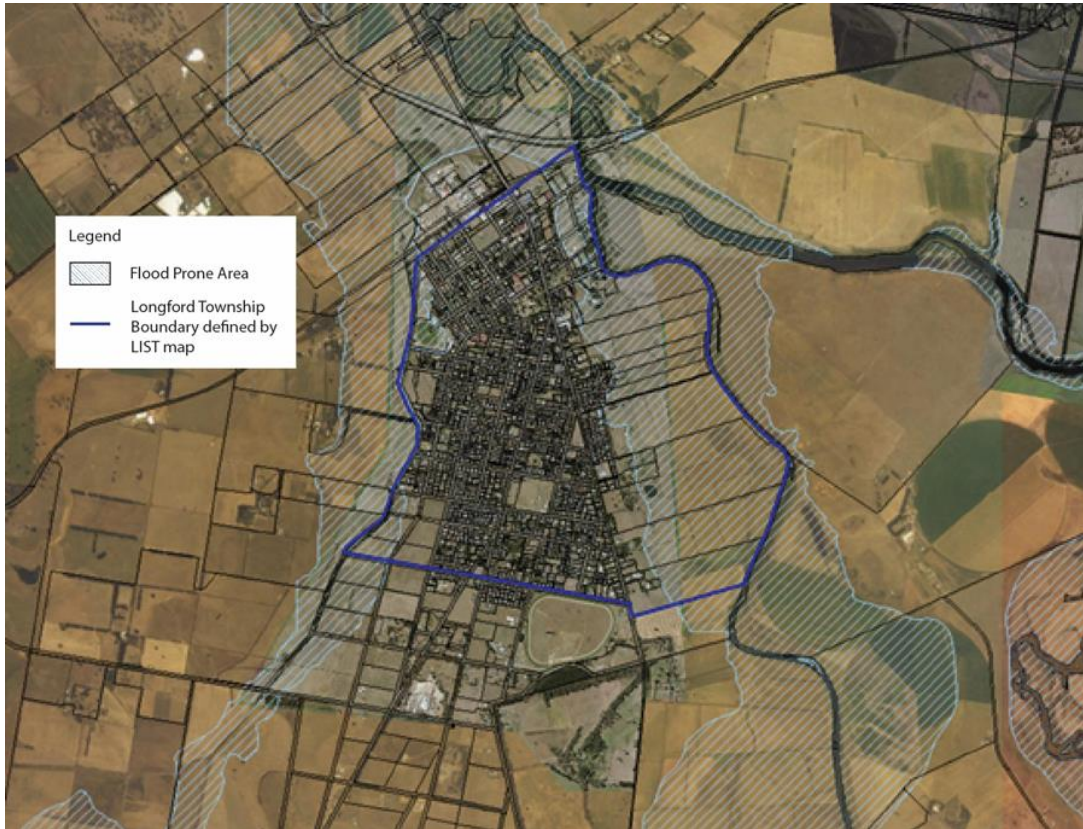 Legend
Flood Prone Area
Longford Township
Boundary defined by
LIST map